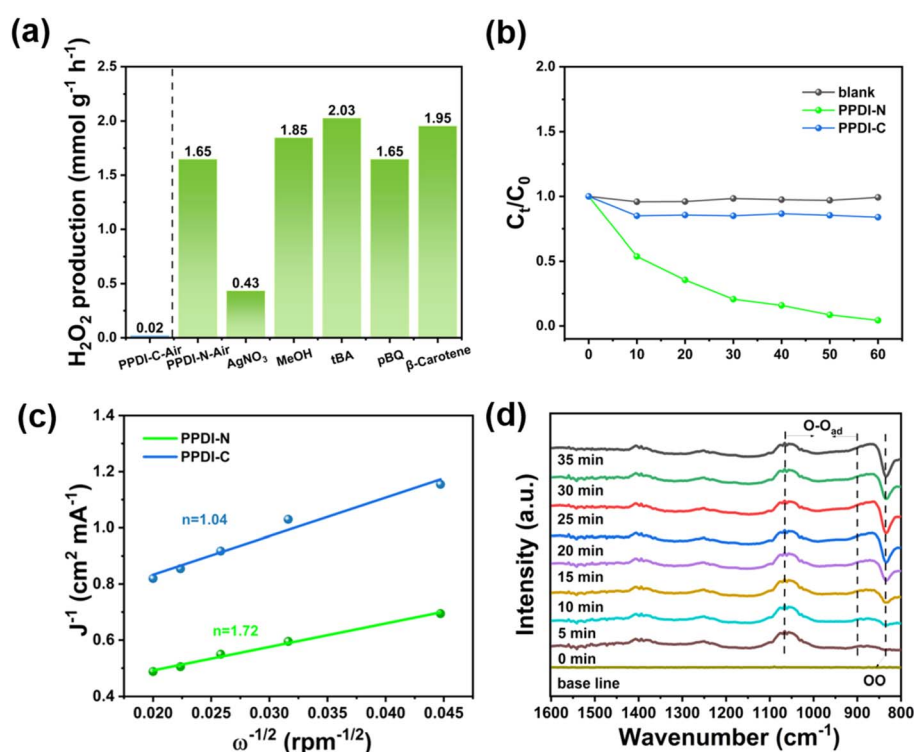 (a)
H₂O₂ production (mmol g⁻¹ h⁻¹)
2.5
2.0
1.5
1.0
0.5
0.0
0.02
1.65
0.43
1.85
2.03
1.65
1.95
PPDI-C-Air
PPDI-N-Air
AgNO₃
MeOH
tBA
pBQ
β-Carotene
(b)
Cₜ/C₀
2.0
1.5
1.0
0.5
0.0
blank
PPDI-N
PPDI-C
0 10 20 30 40 50 60
(c)
J⁻¹ (cm² mA⁻¹)
1.4
1.2
1.0
0.8
0.6
0.4
PPDI-N
PPDI-C
n=1.04
n=1.72
0.020 0.025 0.030 0.035 0.040 0.045
ω⁻¹/² (rpm⁻¹/²)
(d)
Intensity (a.u.)
O-Oad
35 min
30 min
25 min
20 min
15 min
10 min
5 min
0 min
base line
OO
1600 1500 1400 1300 1200 1100 1000 900 800
Wavenumber (cm⁻¹)